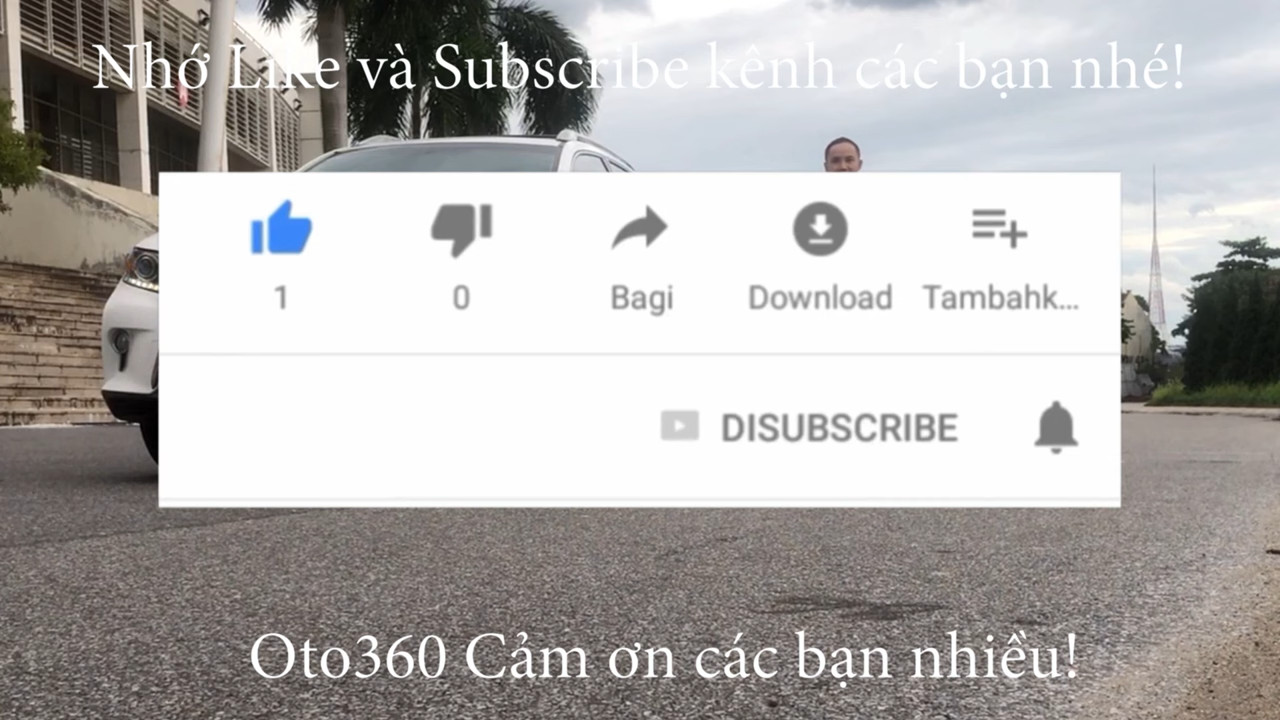 Nhớ Like và Subscribe kênh các bạn nhé!
1 0 Bagi Download Tambahk...
DISUBSCRIBE
Oto360 Cảm ơn các bạn nhiều!